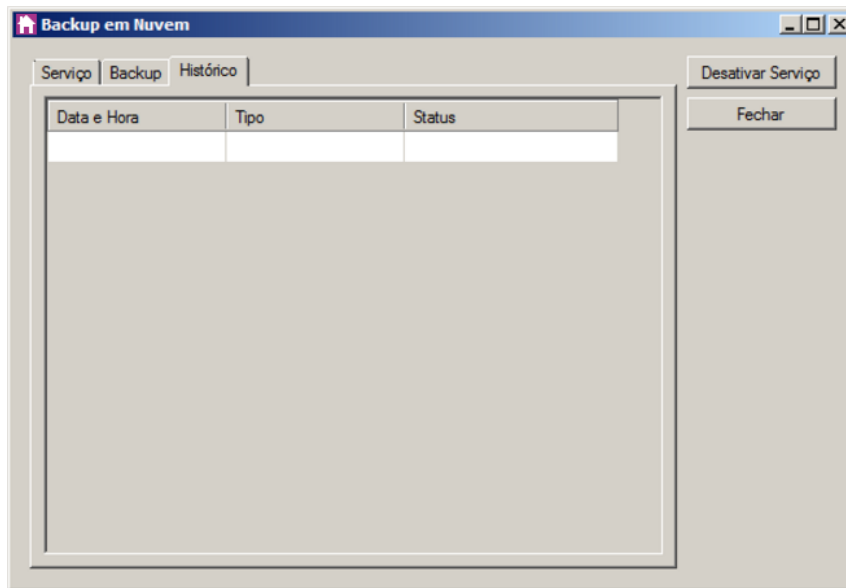 Backup em Nuvem
Serviço Backup Histórico
Desativar Serviço
Fechar
Data e Hora Tipo Status